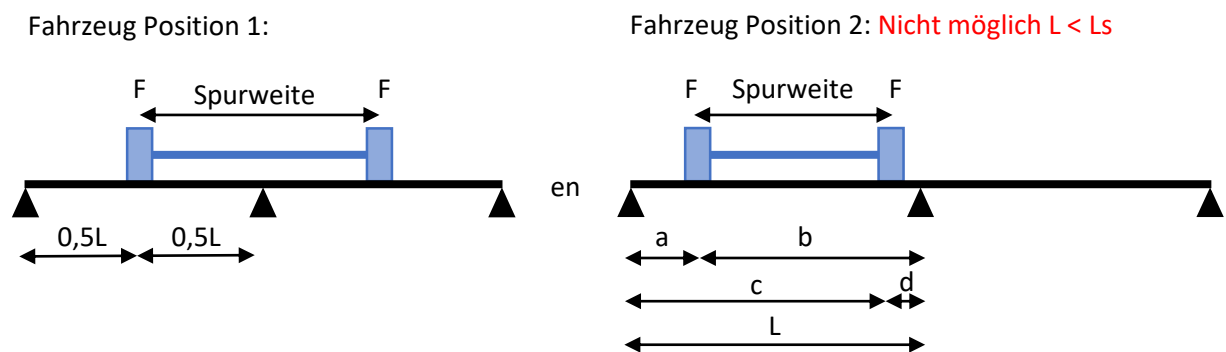 Fahrzeug Position 1:
Fahrzeug Position 2: Nicht möglich L < Ls
F Spurweite F
F Spurweite F
en
0,5L 0,5L
a b
c d
L